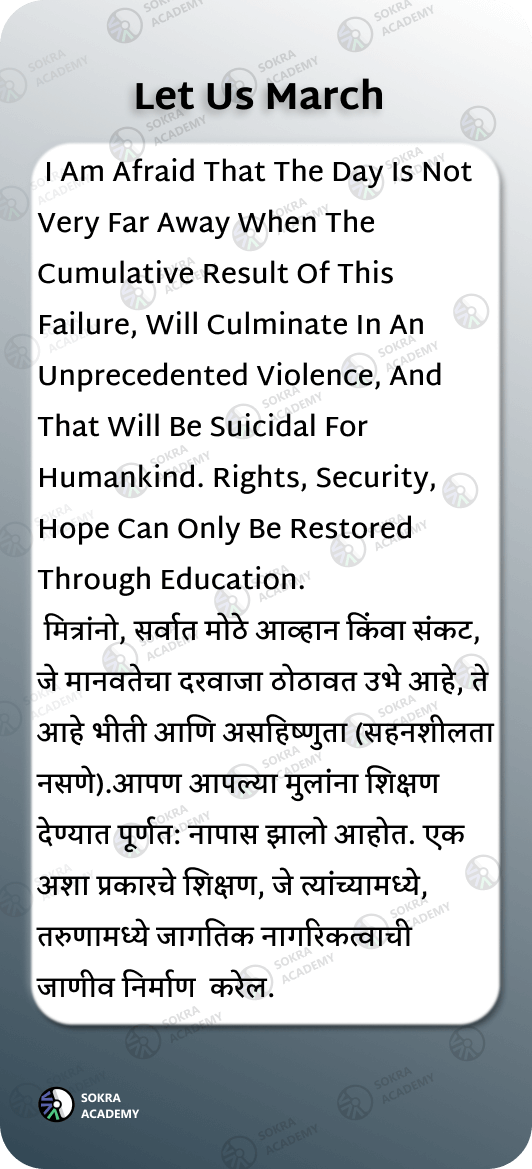 Let Us March
I Am Afraid That The Day Is Not
Very Far Away When The
Cumulative Result Of This
Failure, Will Culminate In An
Unprecedented Violence, And
That Will Be Suicidal For
Humankind. Rights, Security,
Hope Can Only Be Restored
Through Education.
मित्रांनो, सर्वात मोठे आव्हान किंवा संकट,
जे मानवतेचा दरवाजा ठोठावत उभे आहे, ते
आहे भीती आणि असहिष्णुता (सहनशीलता
नसणे).आपण आपल्या मुलांना शिक्षण
देण्यात पूर्णत: नापास झालो आहोत. एक
अशा प्रकारचे शिक्षण, जे त्यांच्यामध्ये,
तरुणामध्ये जागतिक नागरिकत्वाची
जाणीव निर्माण करेल.
SOKRA
ACADEMY